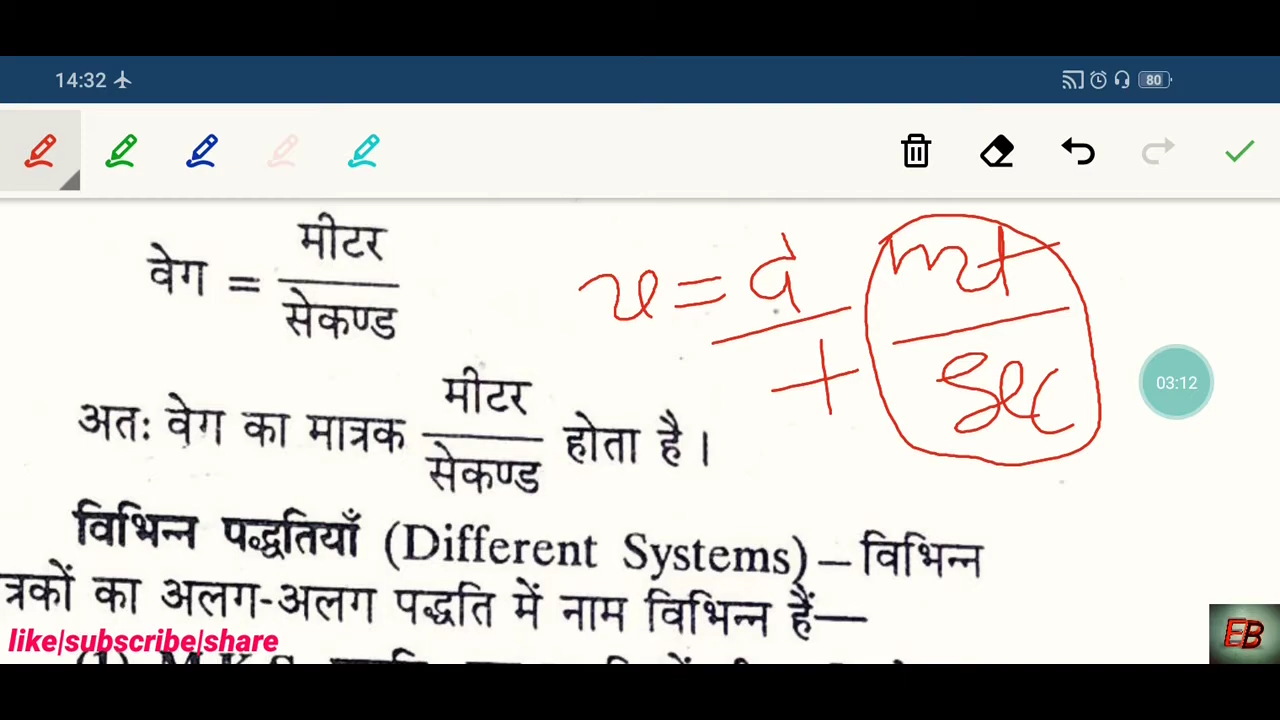 14:32
80
मीटर
वेग = ——
सेकण्ड
v = d/t
mt
sec
03:12
मीटर
अतः वेग का मात्रक —— होता है।
सेकण्ड
विभिन्न पद्धतियाँ (Different Systems) – विभिन्न
त्रकों का अलग-अलग पद्धति में नाम विभिन्न हैं—
like|subscribe|share
EB